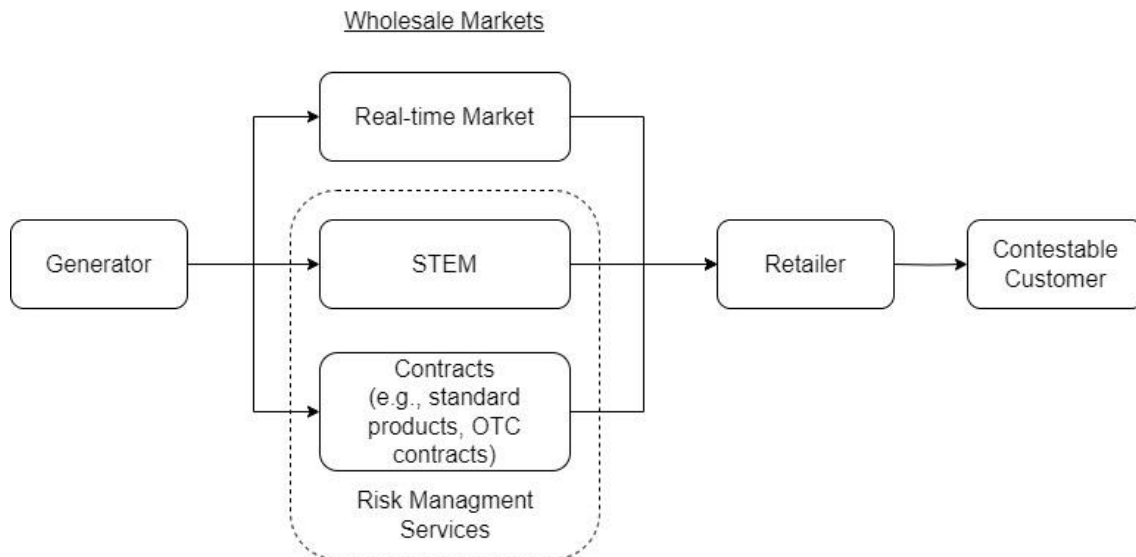 Wholesale Markets
Real-time Market
Generator
STEM
Retailer
Contestable
Customer
Contracts
(e.g., standard
products, OTC
contracts)
Risk Managment
Services